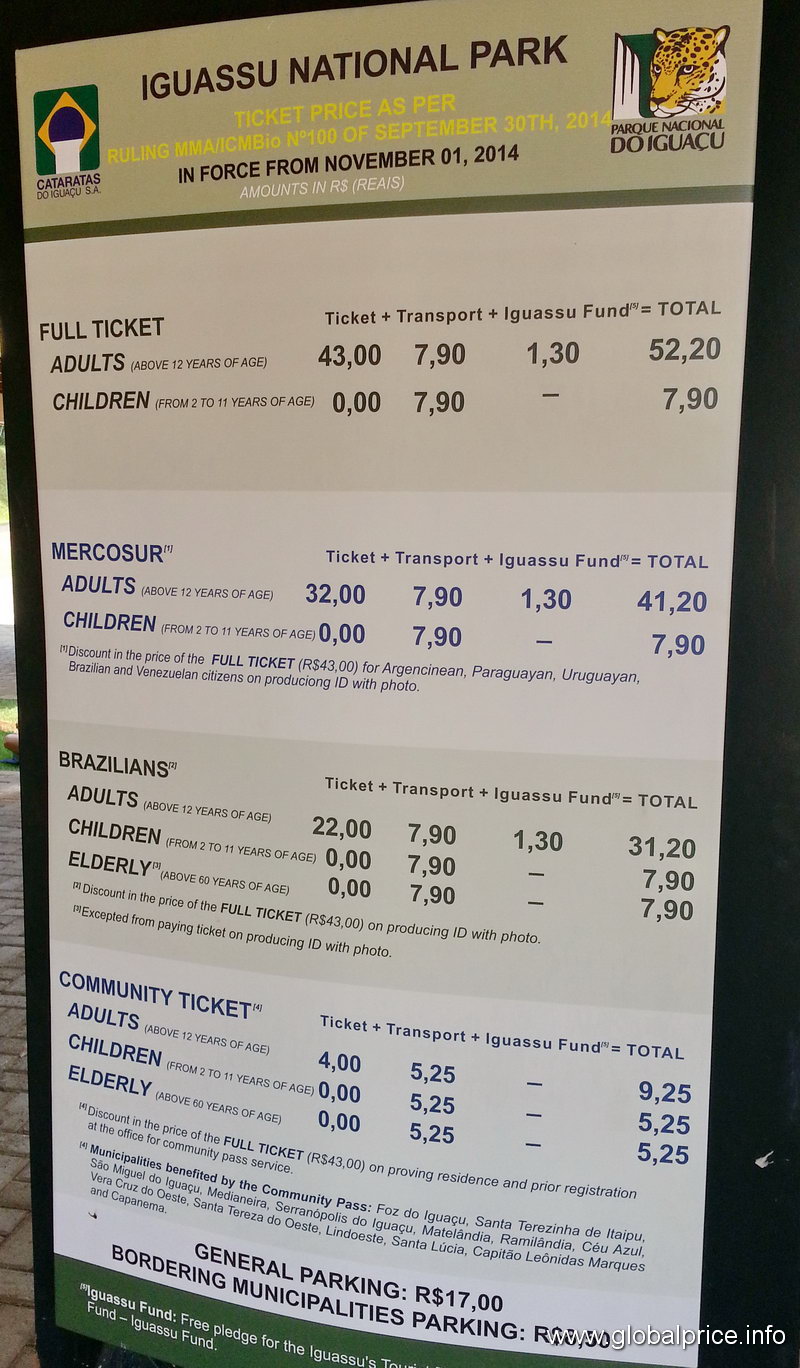 IGUASSU NATIONAL PARK
TICKET PRICE AS PER
RULING MMA/ICMBio Nº100 OF SEPTEMBER 30TH, 2014
IN FORCE FROM NOVEMBER 01, 2014
AMOUNTS IN R$ (REAIS)
CATARATAS
DO IGUAÇU S.A.
PARQUE NACIONAL
DO IGUAÇU
FULL TICKET Ticket + Transport + Iguassu Fund[5] = TOTAL
ADULTS (ABOVE 12 YEARS OF AGE) 43,00 7,90 1,30 52,20
CHILDREN (FROM 2 TO 11 YEARS OF AGE) 0,00 7,90 – 7,90
MERCOSUR[1] Ticket + Transport + Iguassu Fund[5] = TOTAL
ADULTS (ABOVE 12 YEARS OF AGE) 32,00 7,90 1,30 41,20
CHILDREN (FROM 2 TO 11 YEARS OF AGE) 0,00 7,90 – 7,90
[1]Discount in the price of the FULL TICKET (R$43,00) for Argencinean, Paraguayan, Uruguayan,
Brazilian and Venezuelan citizens on produciong ID with photo.
BRAZILIANS[2] Ticket + Transport + Iguassu Fund[5] = TOTAL
ADULTS (ABOVE 12 YEARS OF AGE) 22,00 7,90 1,30 31,20
CHILDREN (FROM 2 TO 11 YEARS OF AGE) 0,00 7,90 – 7,90
ELDERLY[3] (ABOVE 60 YEARS OF AGE) 0,00 7,90 – 7,90
[2]Discount in the price of the FULL TICKET (R$43,00) on producing ID with photo.
[3]Excepted from paying ticket on producing ID with photo.
COMMUNITY TICKET[4] Ticket + Transport + Iguassu Fund[5] = TOTAL
ADULTS (ABOVE 12 YEARS OF AGE) 4,00 5,25 – 9,25
CHILDREN (FROM 2 TO 11 YEARS OF AGE) 0,00 5,25 – 5,25
ELDERLY (ABOVE 60 YEARS OF AGE) 0,00 5,25 – 5,25
[4]Discount in the price of the FULL TICKET (R$43,00) on proving residence and prior registration
at the office for community pass service.
[4] Municipalities benefited by the Community Pass: Foz do Iguaçu, Santa Terezinha de Itaipu,
São Miguel do Iguaçu, Medianeira, Serranópolis do Iguaçu, Matelândia, Ramilândia, Céu Azul,
Vera Cruz do Oeste, Santa Tereza do Oeste, Lindoeste, Santa Lúcia, Capitão Leônidas Marques
and Capanema.
GENERAL PARKING: R$17,00
BORDERING MUNICIPALITIES PARKING:
[5]Iguassu Fund: Free pledge for the Iguassu's
Fund – Iguassu Fund.
www.globalprice.info